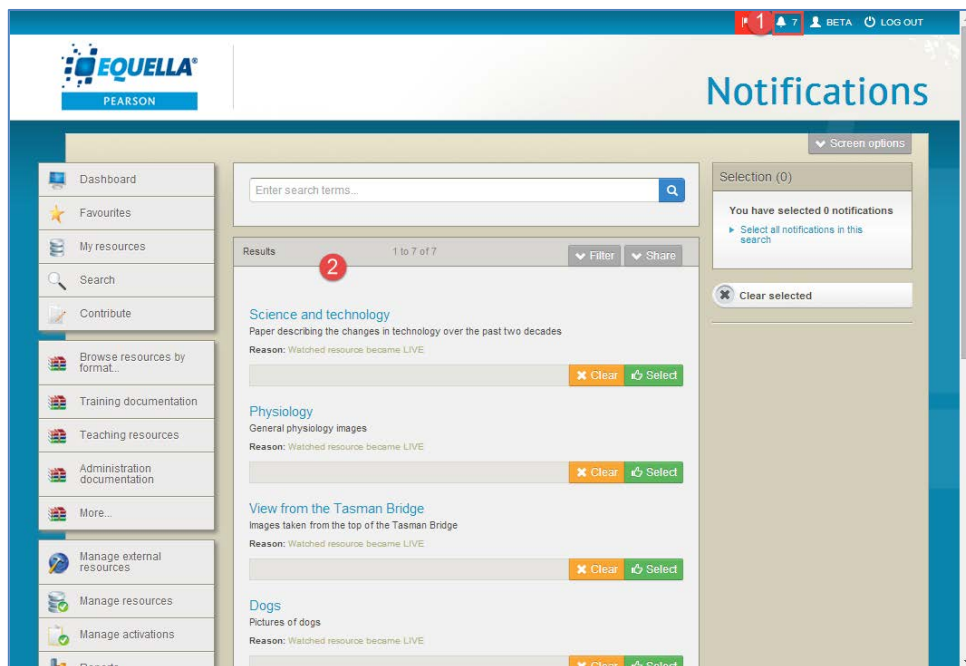 1 7 BETA LOG OUT
EQUELLA®
PEARSON
Notifications
Screen options
Dashboard
Favourites
My resources
Search
Contribute
Browse resources by
format...
Training documentation
Teaching resources
Administration
documentation
More...
Manage external
resources
Manage resources
Manage activations
Reports
Enter search terms...
Results 1 to 7 of 7 Filter Share
2
Science and technology
Paper describing the changes in technology over the past two decades
Reason: Watched resource became LIVE
Clear Select
Physiology
General physiology images
Reason: Watched resource became LIVE
Clear Select
View from the Tasman Bridge
Images taken from the top of the Tasman Bridge
Reason: Watched resource became LIVE
Clear Select
Dogs
Pictures of dogs
Reason: Watched resource became LIVE
Clear Select
Selection (0)
You have selected 0 notifications
Select all notifications in this
search
Clear selected